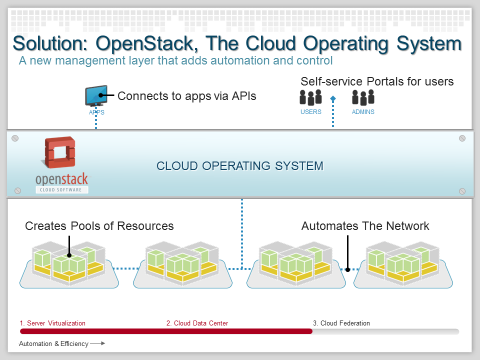 Solution: OpenStack, The Cloud Operating System
A new management layer that adds automation and control
Connects to apps via APIs
APPS
Self-service Portals for users
USERS
ADMINS
CLOUD OPERATING SYSTEM
openstack
CLOUD SOFTWARE
Creates Pools of Resources
Automates The Network
1. Server Virtualization
2. Cloud Data Center
3. Cloud Federation
Automation & Efficiency